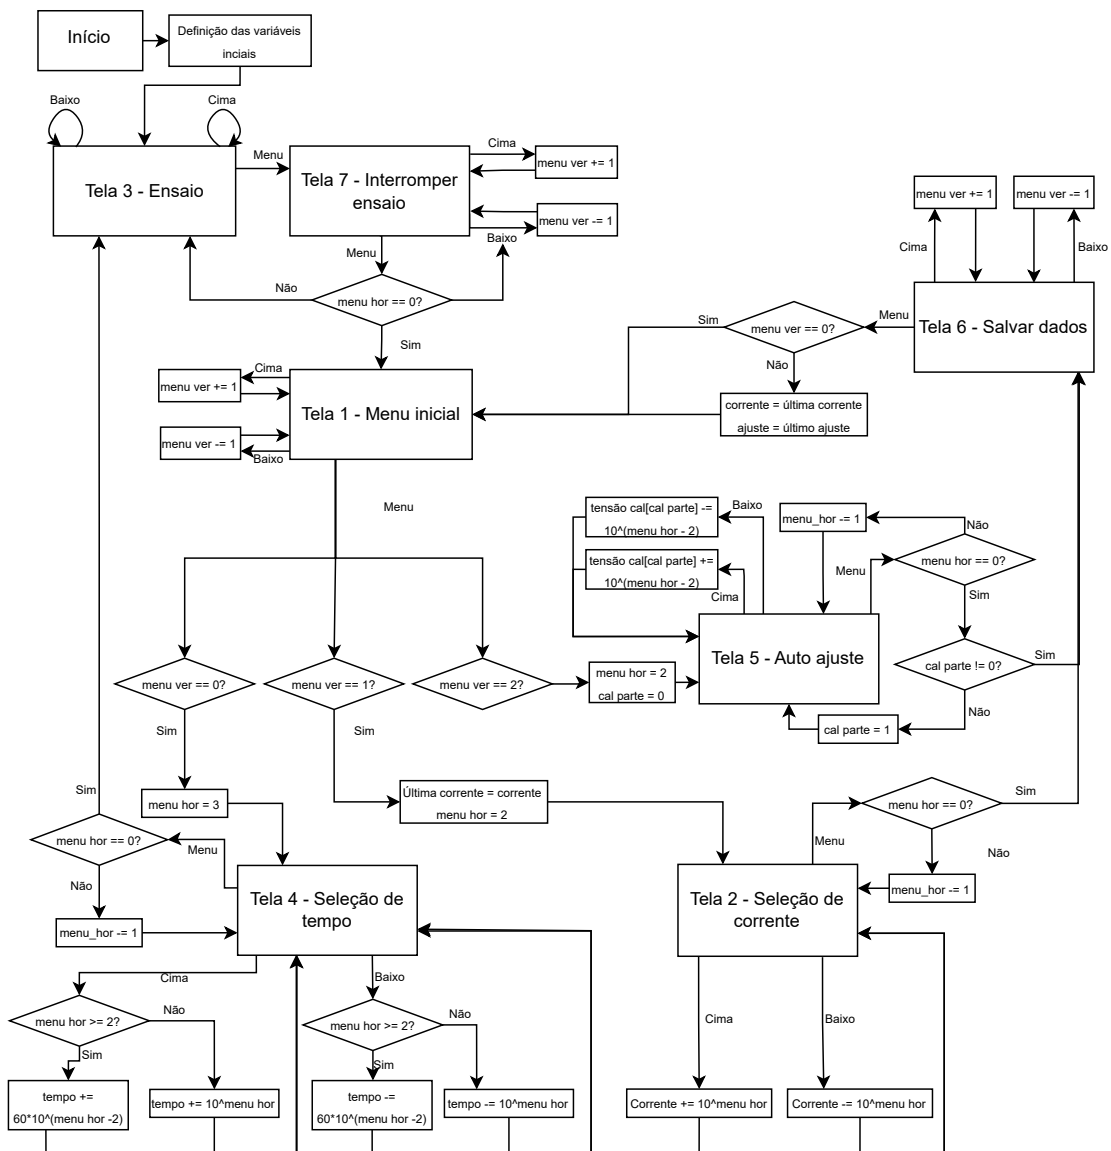 Início
Definição das variáveis
inciais
Baixo
Cima
Tela 3 - Ensaio
Menu
Tela 7 - Interromper
ensaio
Cima
menu ver += 1
menu ver -= 1
Baixo
Menu
menu hor == 0?
Não
Sim
menu ver += 1
menu ver -= 1
Cima
Baixo
Tela 6 - Salvar dados
Menu
menu ver == 0?
Sim
Não
corrente = última corrente
ajuste = último ajuste
Cima
menu ver += 1
Tela 1 - Menu inicial
menu ver -= 1
Baixo
Menu
tensão cal[cal parte] -=
10^(menu hor - 2)
Baixo
tensão cal[cal parte] +=
10^(menu hor - 2)
Cima
menu_hor -= 1
Não
menu hor == 0?
Menu
Sim
Tela 5 - Auto ajuste
cal parte != 0?
Sim
Não
cal parte = 1
menu ver == 0?
menu ver == 1?
menu ver == 2?
menu hor = 2
cal parte = 0
Sim
Sim
menu hor = 3
Última corrente = corrente
menu hor = 2
Sim
menu hor == 0?
Menu
Não
menu_hor -= 1
Tela 4 - Seleção de
tempo
menu hor == 0?
Sim
Menu
Não
menu_hor -= 1
Tela 2 - Seleção de
corrente
Cima
Baixo
menu hor >= 2?
Não
Sim
menu hor >= 2?
Não
Sim
Cima
Baixo
tempo +=
60*10^(menu hor -2)
tempo += 10^menu hor
tempo -=
60*10^(menu hor -2)
tempo -= 10^menu hor
Corrente += 10^menu hor
Corrente -= 10^menu hor